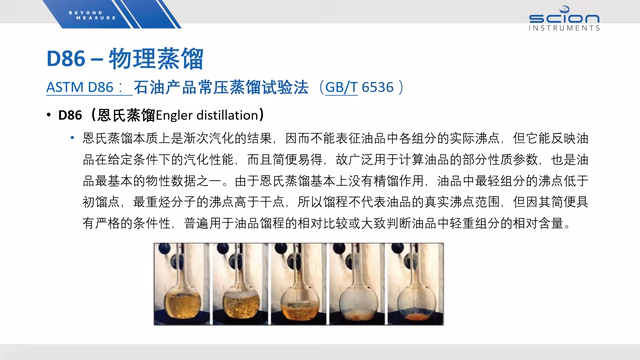 BEYOND
MEASURE
scion
INSTRUMENTS
D86 – 物理蒸馏
ASTM D86： 石油产品常压蒸馏试验法（GB/T 6536 ）
• D86（恩氏蒸馏Engler distillation）
• 恩氏蒸馏本质上是渐次汽化的结果，因而不能表征油品中各组分的实际沸点，但它能反映油
品在给定条件下的汽化性能，而且简便易得，故广泛用于计算油品的部分性质参数，也是油
品最基本的物性数据之一。由于恩氏蒸馏基本上没有精馏作用，油品中最轻组分的沸点低于
初馏点，最重烃分子的沸点高于干点，所以馏程不代表油品的真实沸点范围，但因其简便具
有严格的条件性，普遍用于油品馏程的相对比较或大致判断油品中轻重组分的相对含量。